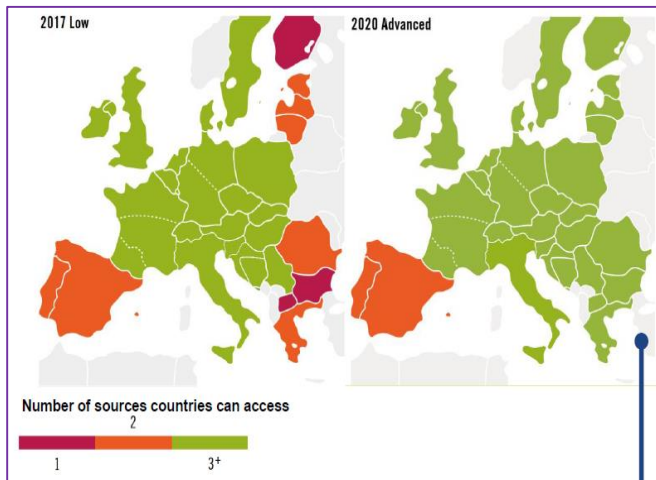 2017 Low
2020 Advanced
Number of sources countries can access
2
1
3+